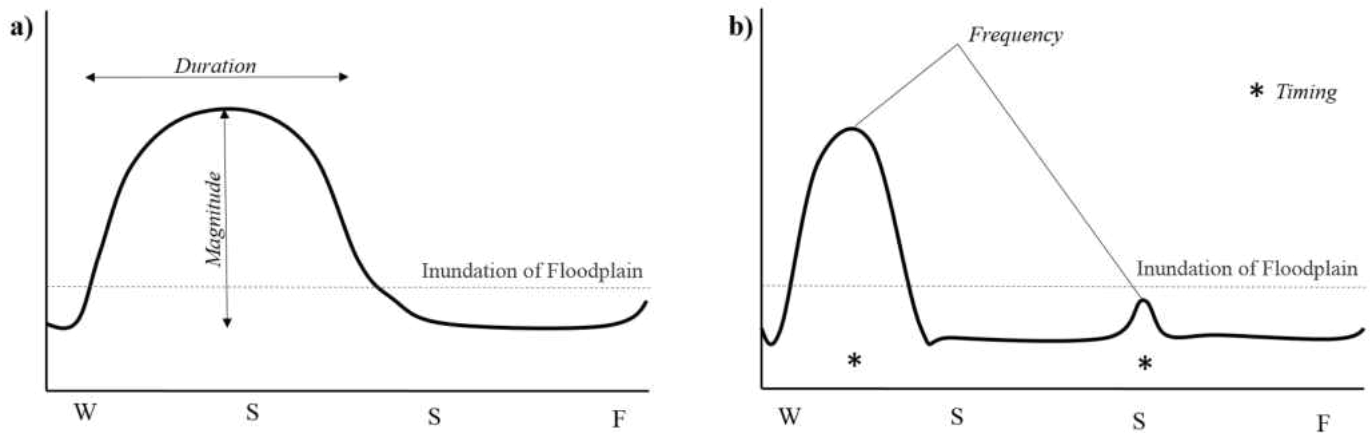 a)
Duration
Magnitude
Inundation of Floodplain
W S S F
b)
Frequency
* Timing
Inundation of Floodplain
* *
W S S F